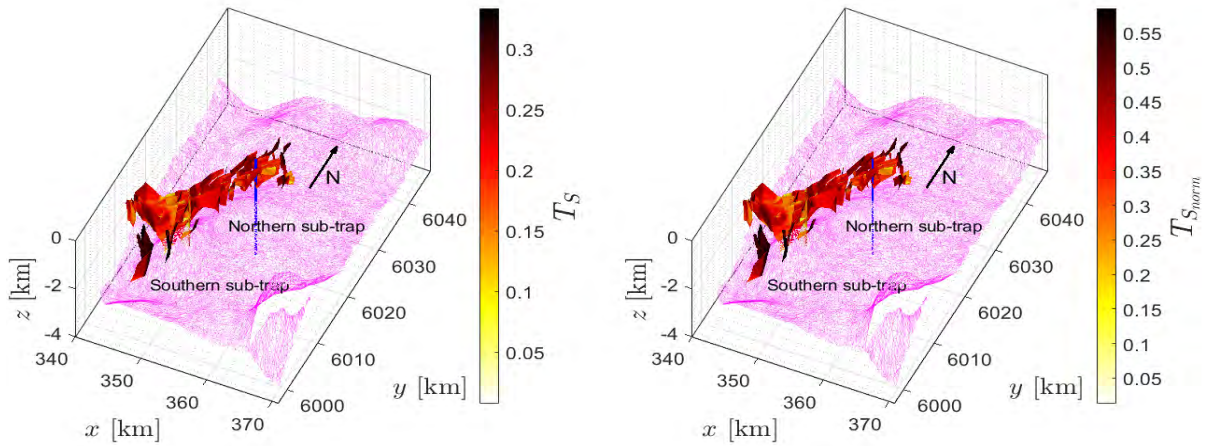 0.3
0.25
0.2
0.15
0.1
0.05
T_S
N
Northern sub-trap
Southern sub-trap
0
-2
-4
z [km]
340
350
360
370
x [km]
6000
6010
6020
6030
6040
y [km]
0.55
0.5
0.45
0.4
0.35
0.3
0.25
0.2
0.15
0.1
0.05
T_{S_{norm}}
N
Northern sub-trap
Southern sub-trap
0
-2
-4
z [km]
340
350
360
370
x [km]
6000
6010
6020
6030
6040
y [km]